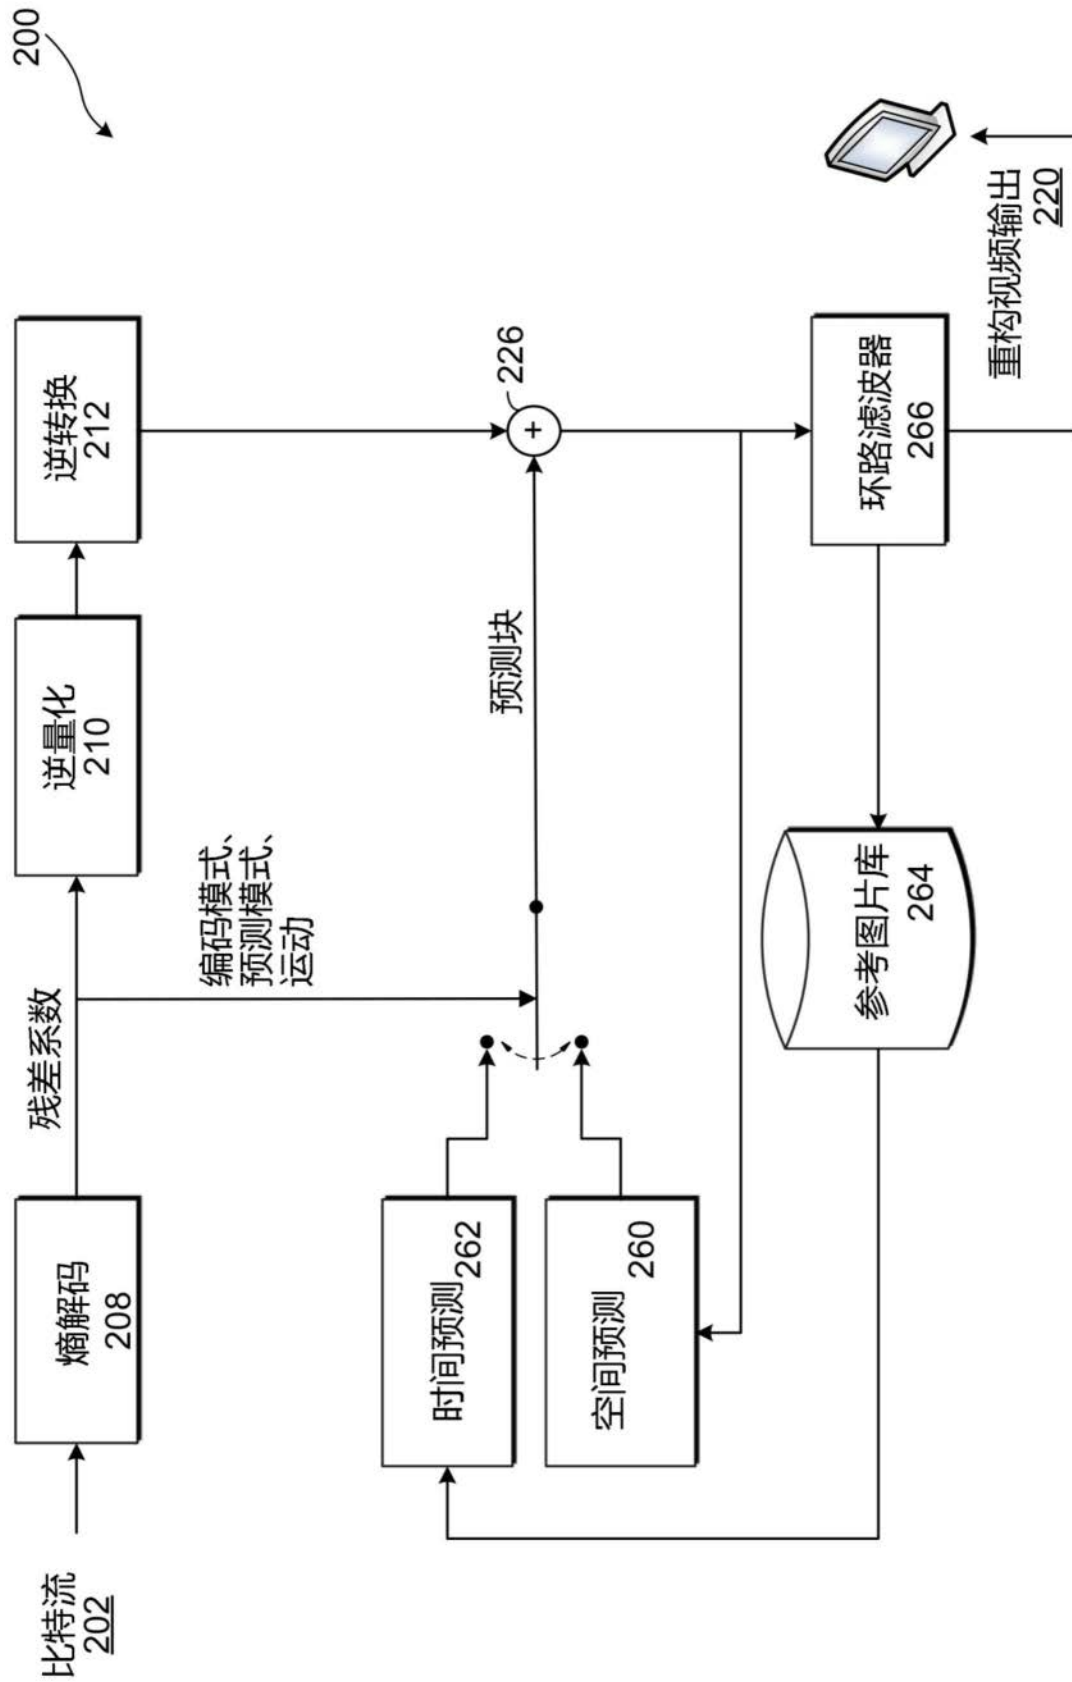 200
比特流
202
熵解码
208
残差系数
逆量化
210
逆转换
212
编码模式、
预测模式、
运动
时间预测
262
空间预测
260
预测块
226
+
参考图片库
264
环路滤波器
266
重构视频输出
220